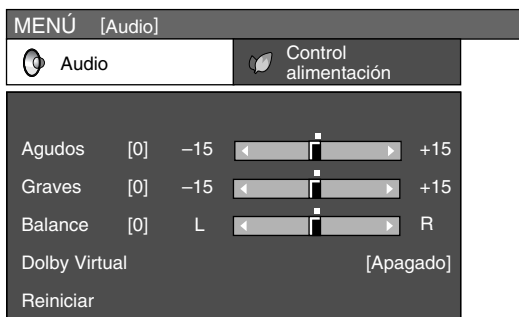 MENÚ [Audio]
Audio
Control
alimentación
Agudos [0] –15 +15
Graves [0] –15 +15
Balance [0] L R
Dolby Virtual [Apagado]
Reiniciar